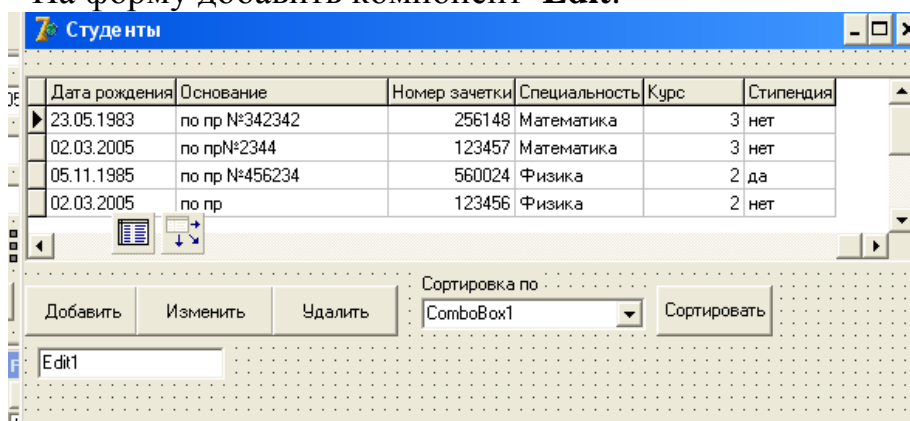 На форму добавить компонент Edit.
Студенты
Дата рождения Основание Номер зачетки Специальность Курс Стипендия
23.05.1983 по пр №342342 256148 Математика 3 нет
02.03.2005 по пр№2344 123457 Математика 3 нет
05.11.1985 по пр №456234 560024 Физика 2 да
02.03.2005 по пр 123456 Физика 2 нет
Сортировка по
Добавить Изменить Удалить ComboBox1 Сортировать
Edit1